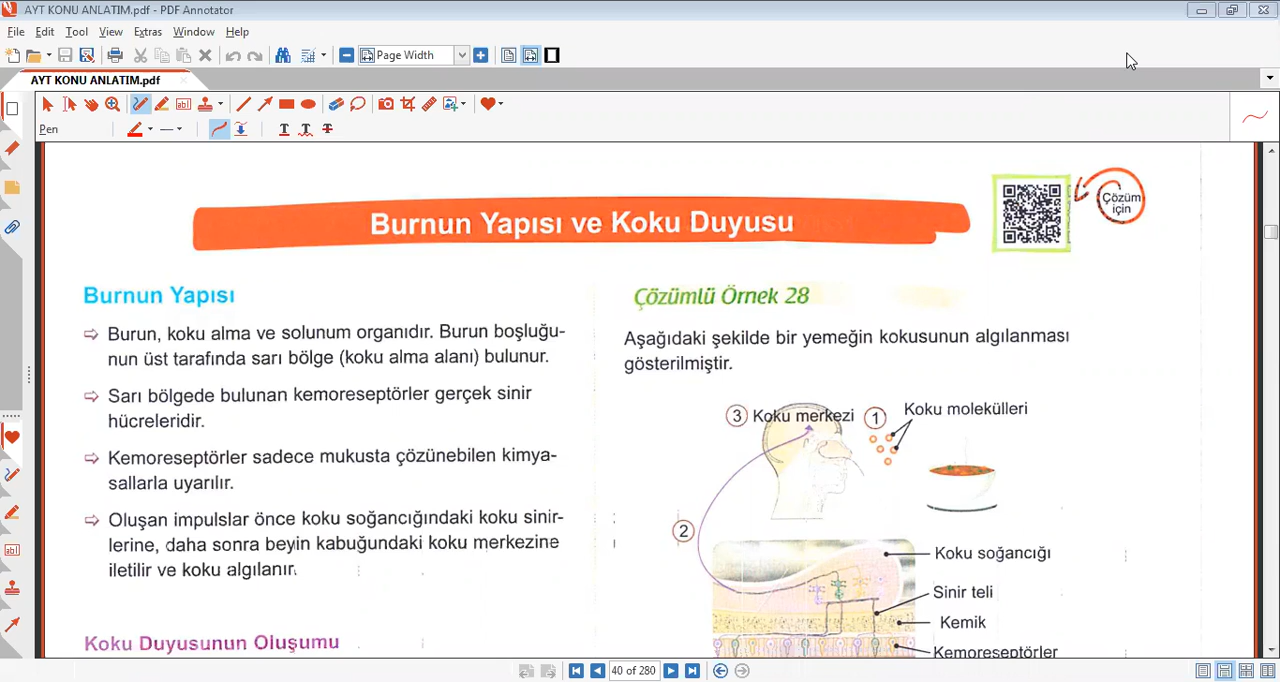 AYT KONU ANLATIM.pdf - PDF Annotator
File Edit Tool View Extras Window Help
Page Width
AYT KONU ANLATIM.pdf
Pen
Burnun Yapısı ve Koku Duyusu
Çözüm
için
Burnun Yapısı
⇨ Burun, koku alma ve solunum organıdır. Burun boşluğu-
nun üst tarafında sarı bölge (koku alma alanı) bulunur.
⇨ Sarı bölgede bulunan kemoreseptörler gerçek sinir
hücreleridir.
⇨ Kemoreseptörler sadece mukusta çözünebilen kimya-
sallarla uyarılır.
⇨ Oluşan impulslar önce koku soğancığındaki koku sinir-
lerine, daha sonra beyin kabuğundaki koku merkezine
iletilir ve koku algılanır.
Koku Duyusunun Oluşumu
Çözümlü Örnek 28
Aşağıdaki şekilde bir yemeğin kokusunun algılanması
gösterilmiştir.
3 Koku merkezi
1 Koku molekülleri
2
Koku soğancığı
Sinir teli
Kemik
Kemoreseptörler
40 of 280